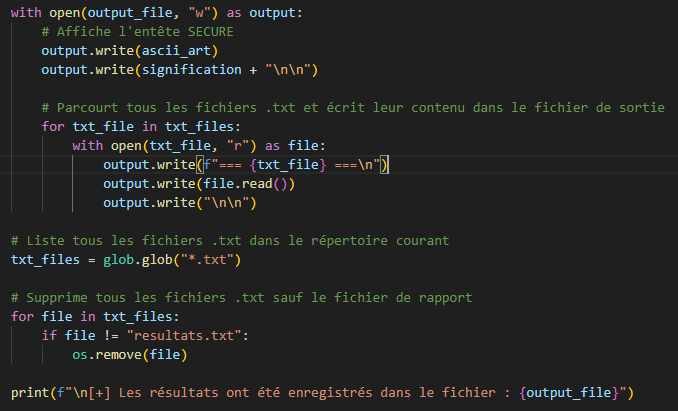 with open(output_file, "w") as output:
    # Affiche l'entête SECURE
    output.write(ascii_art)
    output.write(signification + "\n\n")

    # Parcourt tous les fichiers .txt et écrit leur contenu dans le fichier de sortie
    for txt_file in txt_files:
        with open(txt_file, "r") as file:
            output.write(f"=== {txt_file} ===\n")
            output.write(file.read())
            output.write("\n\n")

# Liste tous les fichiers .txt dans le répertoire courant
txt_files = glob.glob("*.txt")

# Supprime tous les fichiers .txt sauf le fichier de rapport
for file in txt_files:
    if file != "resultats.txt":
        os.remove(file)

print(f"\n[+] Les résultats ont été enregistrés dans le fichier : {output_file}")